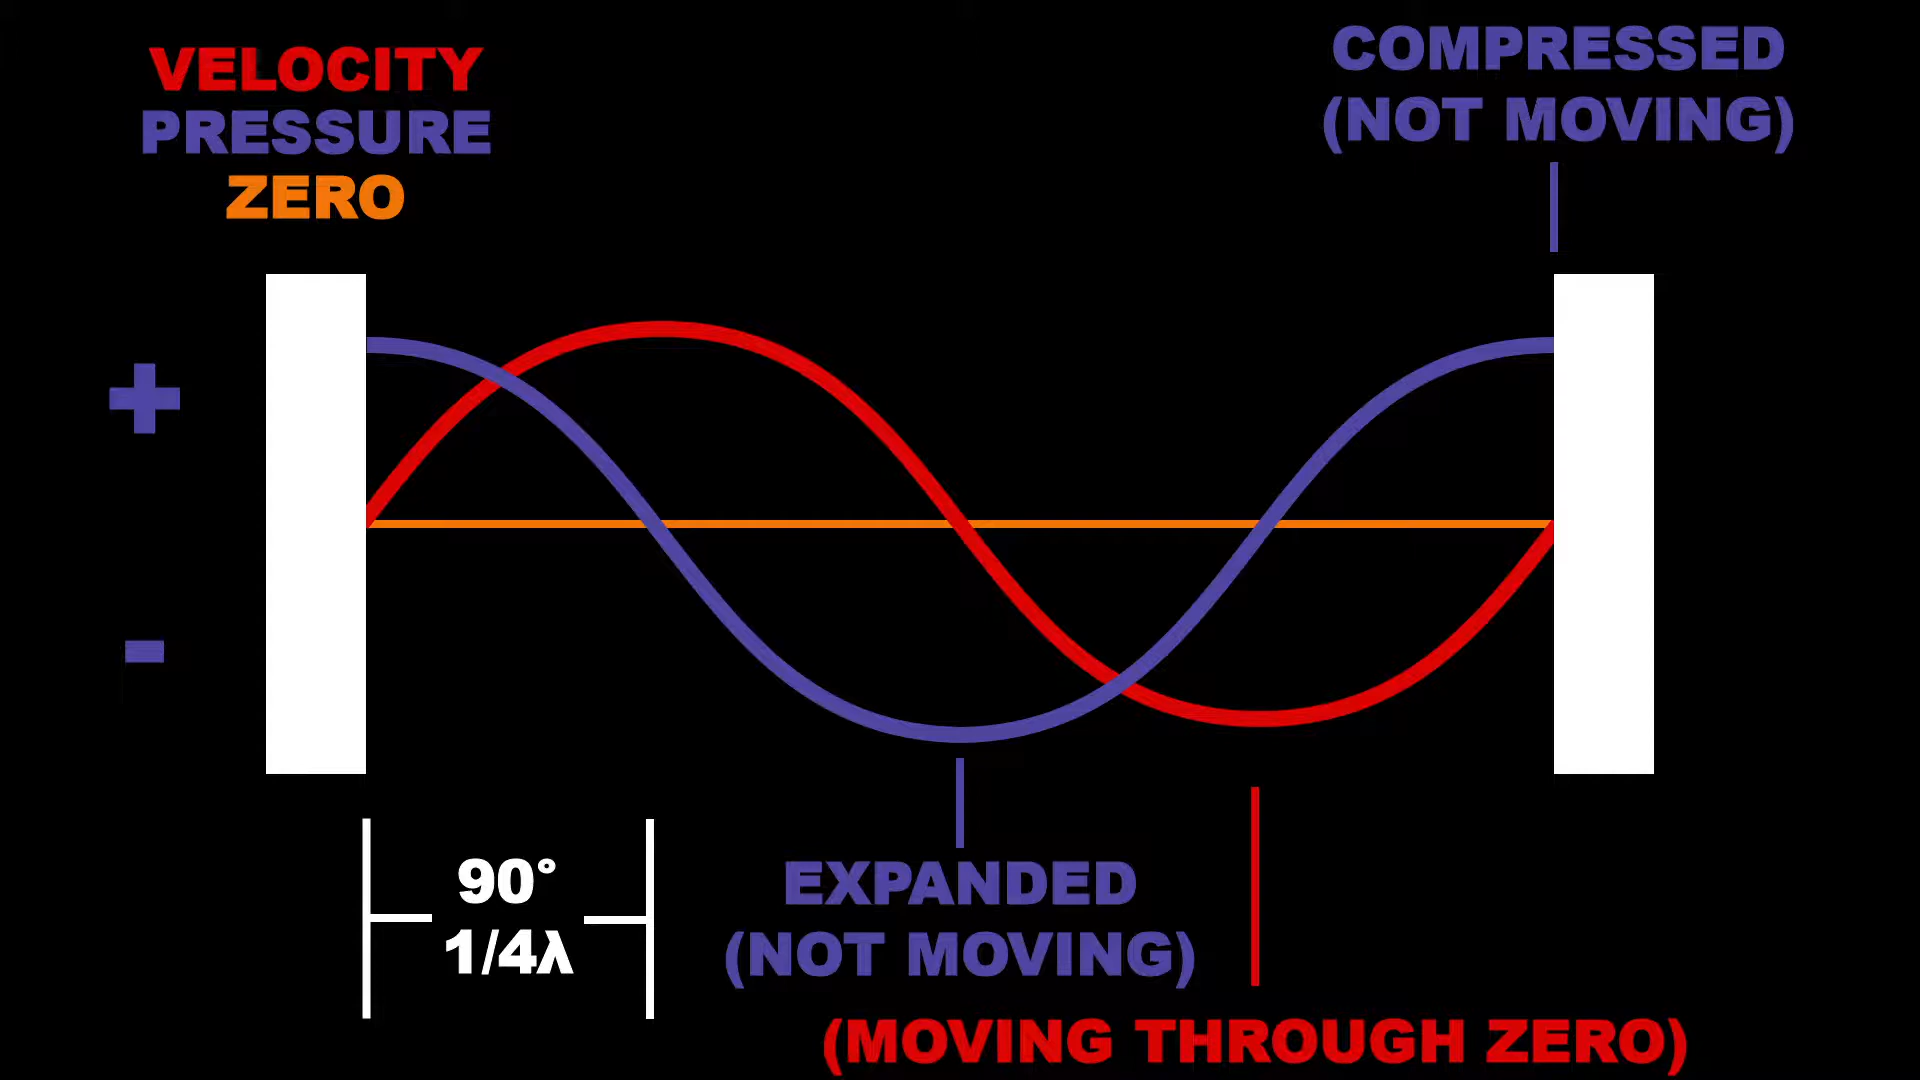 VELOCITY
PRESSURE
ZERO
COMPRESSED
(NOT MOVING)
+
-
90°
1/4λ
EXPANDED
(NOT MOVING)
(MOVING THROUGH ZERO)